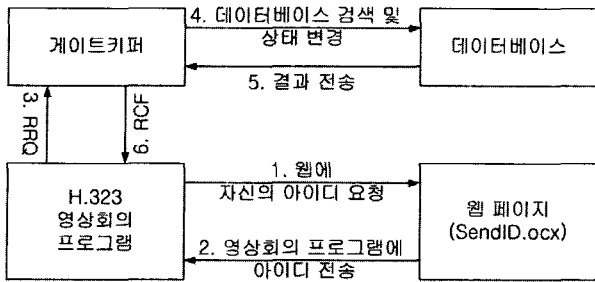 4. 데이터베이스 검색 및
상태 변경
게이트키퍼
데이터베이스
5. 결과 전송
3. RRQ
6. RCF
1. 웹에
자신의 아이디 요청
H.323
영상회의
프로그램
웹 페이지
(SendID.ocx)
2. 영상회의 프로그램에
아이디 전송